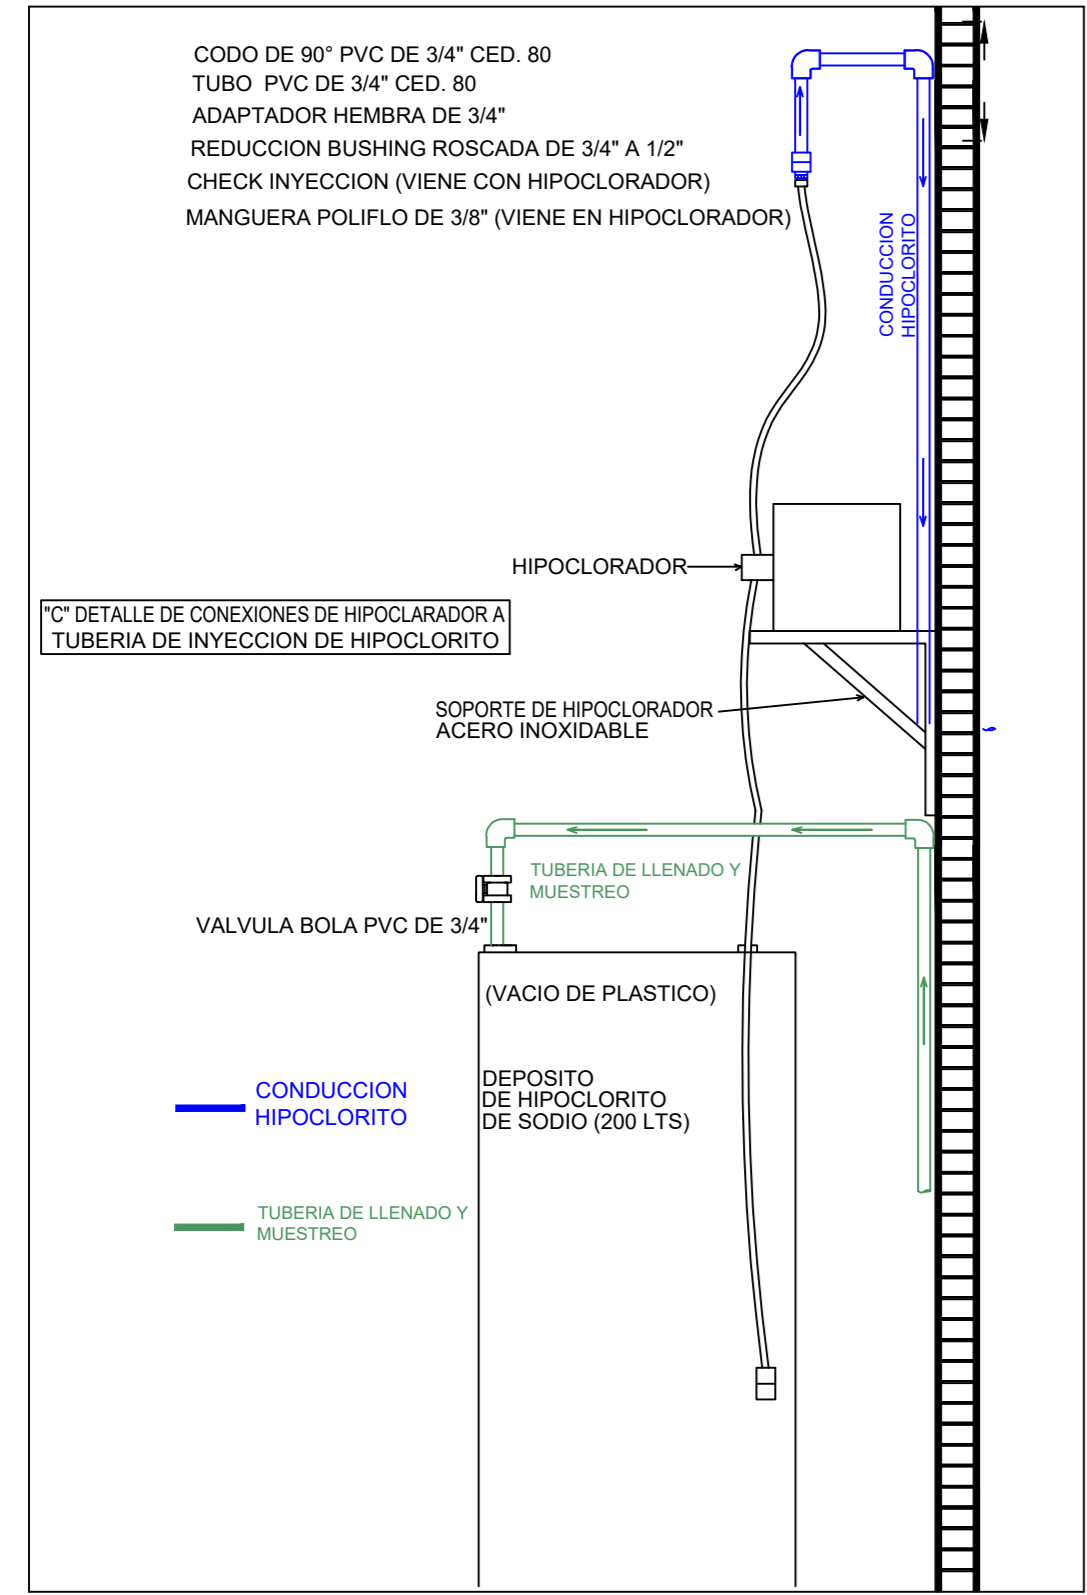 CODO DE 90° PVC DE 3/4" CED. 80
TUBO PVC DE 3/4" CED. 80
ADAPTADOR HEMBRA DE 3/4"
REDUCCION BUSHING ROSCADA DE 3/4" A 1/2"
CHECK INYECCION (VIENE CON HIPOCLORADOR)
MANGUERA POLIFLO DE 3/8" (VIENE EN HIPOCLORADOR)
CONDUCCION
HIPOCLORITO
HIPOCLORADOR
"C" DETALLE DE CONEXIONES DE HIPOCLARADOR A
TUBERIA DE INYECCION DE HIPOCLORITO
SOPORTE DE HIPOCLORADOR
ACERO INOXIDABLE
TUBERIA DE LLENADO Y
MUESTREO
VALVULA BOLA PVC DE 3/4"
(VACIO DE PLASTICO)
DEPOSITO
DE HIPOCLORITO
DE SODIO (200 LTS)
CONDUCCION
HIPOCLORITO
TUBERIA DE LLENADO Y
MUESTREO